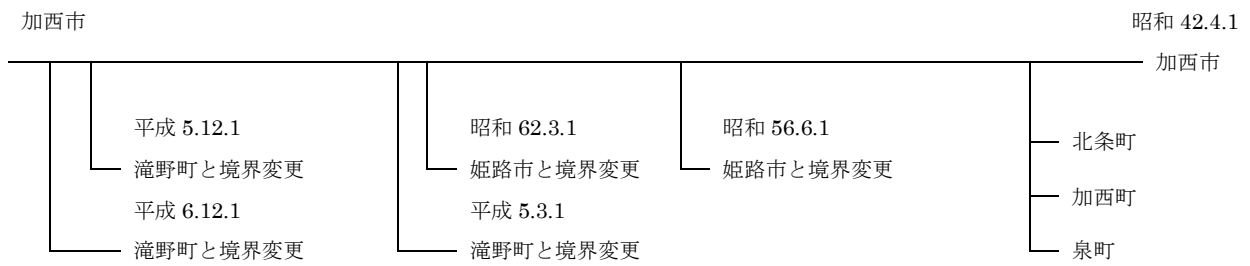 加西市
昭和 42.4.1
加西市
平成 5.12.1
滝野町と境界変更
平成 6.12.1
滝野町と境界変更
昭和 62.3.1
姫路市と境界変更
平成 5.3.1
滝野町と境界変更
昭和 56.6.1
姫路市と境界変更
北条町
加西町
泉町